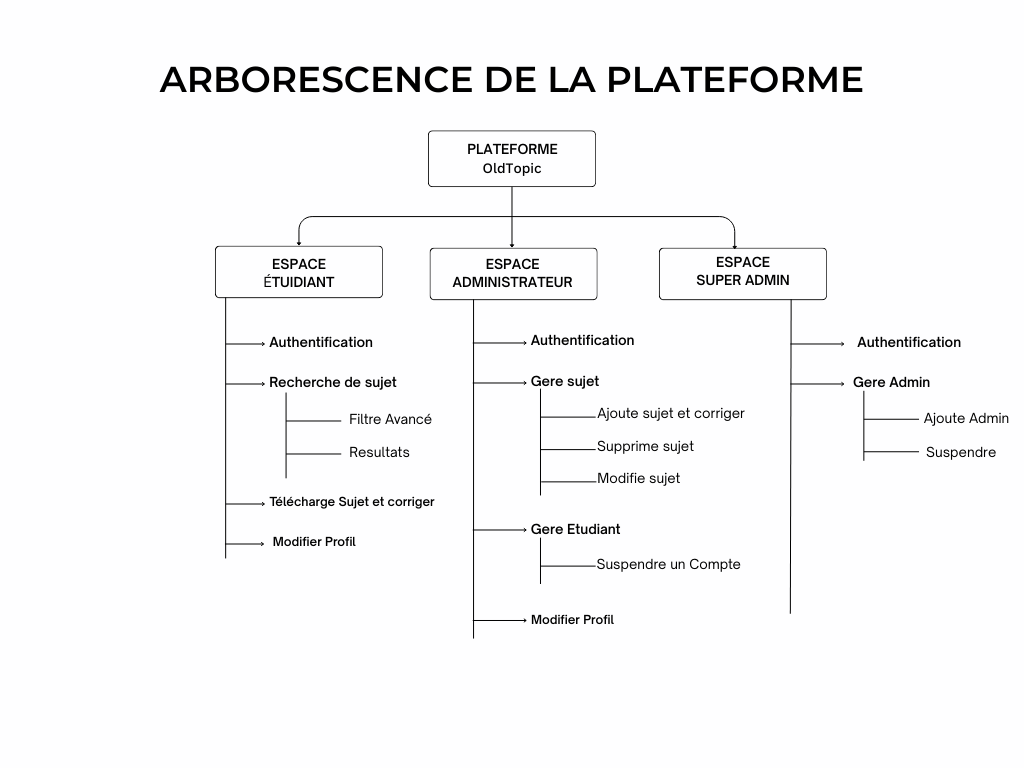 ARBORESCENCE DE LA PLATEFORME
PLATEFORME
OldTopic
ESPACE
ÉTUIDIANT
Authentification
Recherche de sujet
Filtre Avancé
Resultats
Télécharge Sujet et corriger
Modifier Profil
ESPACE
ADMINISTRATEUR
Authentification
Gere sujet
Ajoute sujet et corriger
Supprime sujet
Modifie sujet
Gere Etudiant
Suspendre un Compte
Modifier Profil
ESPACE
SUPER ADMIN
Authentification
Gere Admin
Ajoute Admin
Suspendre